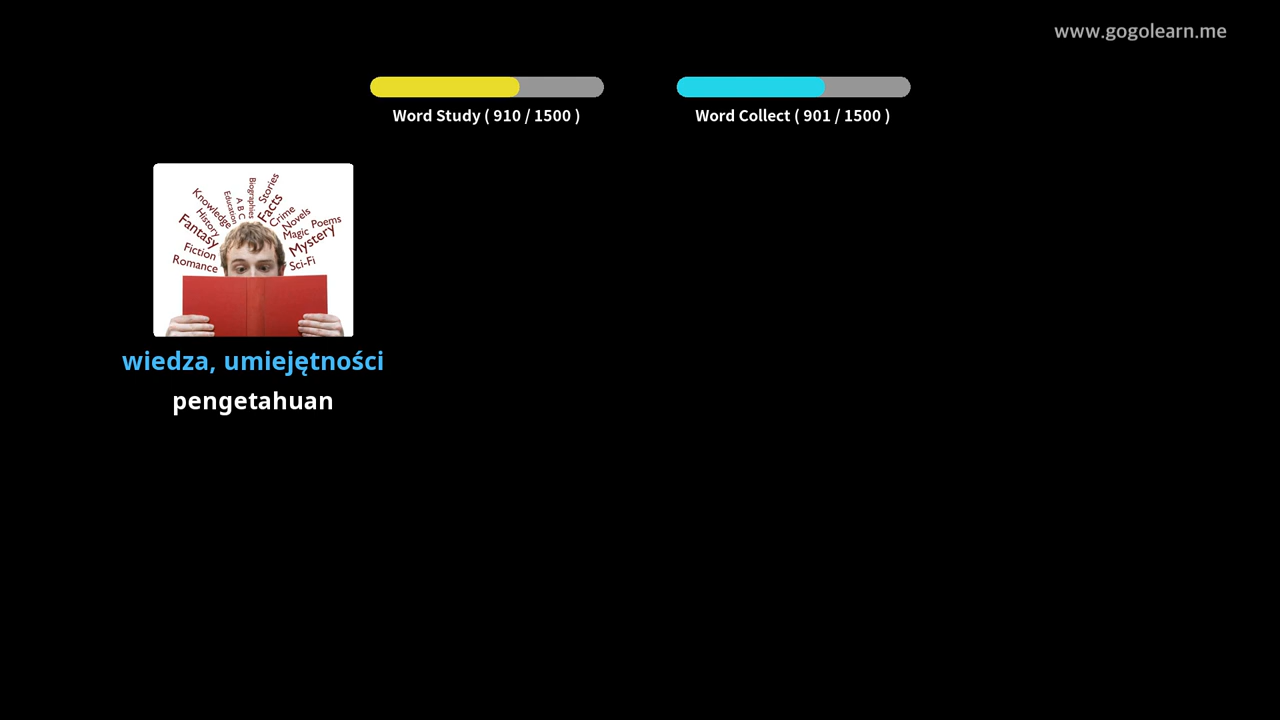 www.gogolearn.me
Word Study ( 910 / 1500 )
Word Collect ( 901 / 1500 )
Knowledge
History
Fantasy
Fiction
Romance
Education
A B C
Biographies
Stories
Facts
Crime
Novels
Magic
Poems
Mystery
Sci-Fi
wiedza, umiejętności
pengetahuan